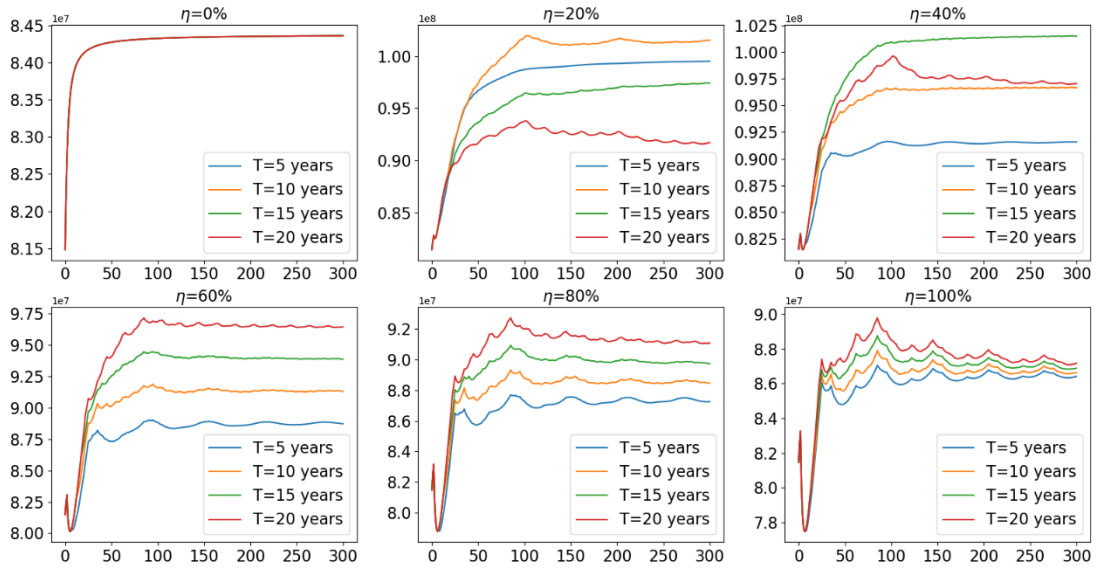 η=0% η=20% η=40%
1e7 1e8 1e8
8.45 1.025
8.40 1.00 1.000
8.35 0.975
8.30 0.95 0.950
8.25 0.925
8.20 0.90 0.900
8.15 0.85 0.875
0.850
0.825
T=5 years T=5 years T=5 years
T=10 years T=10 years T=10 years
T=15 years T=15 years T=15 years
T=20 years T=20 years T=20 years
0 50 100 150 200 250 300 0 50 100 150 200 250 300 0 50 100 150 200 250 300
η=60% η=80% η=100%
1e7 1e7 1e7
9.75 9.2 9.0
9.50 9.0 8.8
9.25 8.8 8.6
9.00 8.6 8.4
8.75 8.4 8.2
8.50 8.2 8.0
8.25 8.0 7.8
8.00
T=5 years T=5 years T=5 years
T=10 years T=10 years T=10 years
T=15 years T=15 years T=15 years
T=20 years T=20 years T=20 years
0 50 100 150 200 250 300 0 50 100 150 200 250 300 0 50 100 150 200 250 300